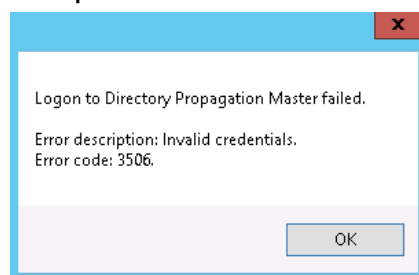 x
Logon to Directory Propagation Master failed.
Error description: Invalid credentials.
Error code: 3506.
OK